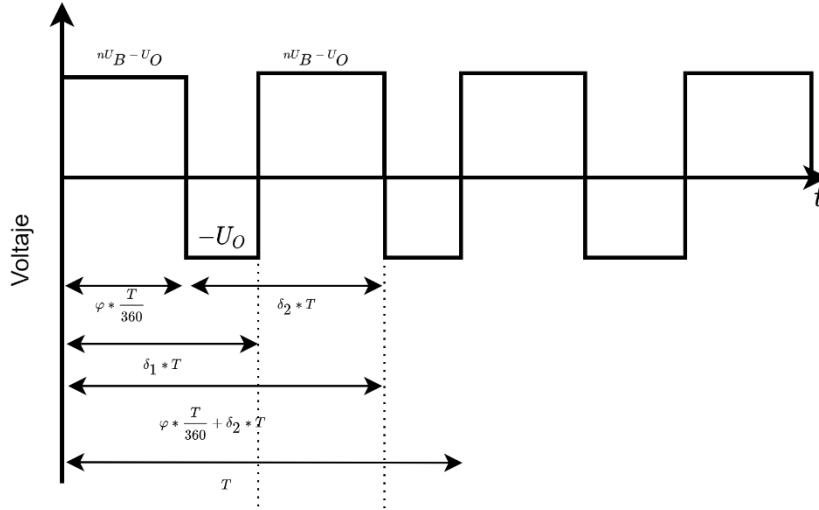 nU_B - U_O
nU_B - U_O
Voltaje
-U_O
t
φ * T/360
δ_2 * T
δ_1 * T
φ * T/360 + δ_2 * T
T